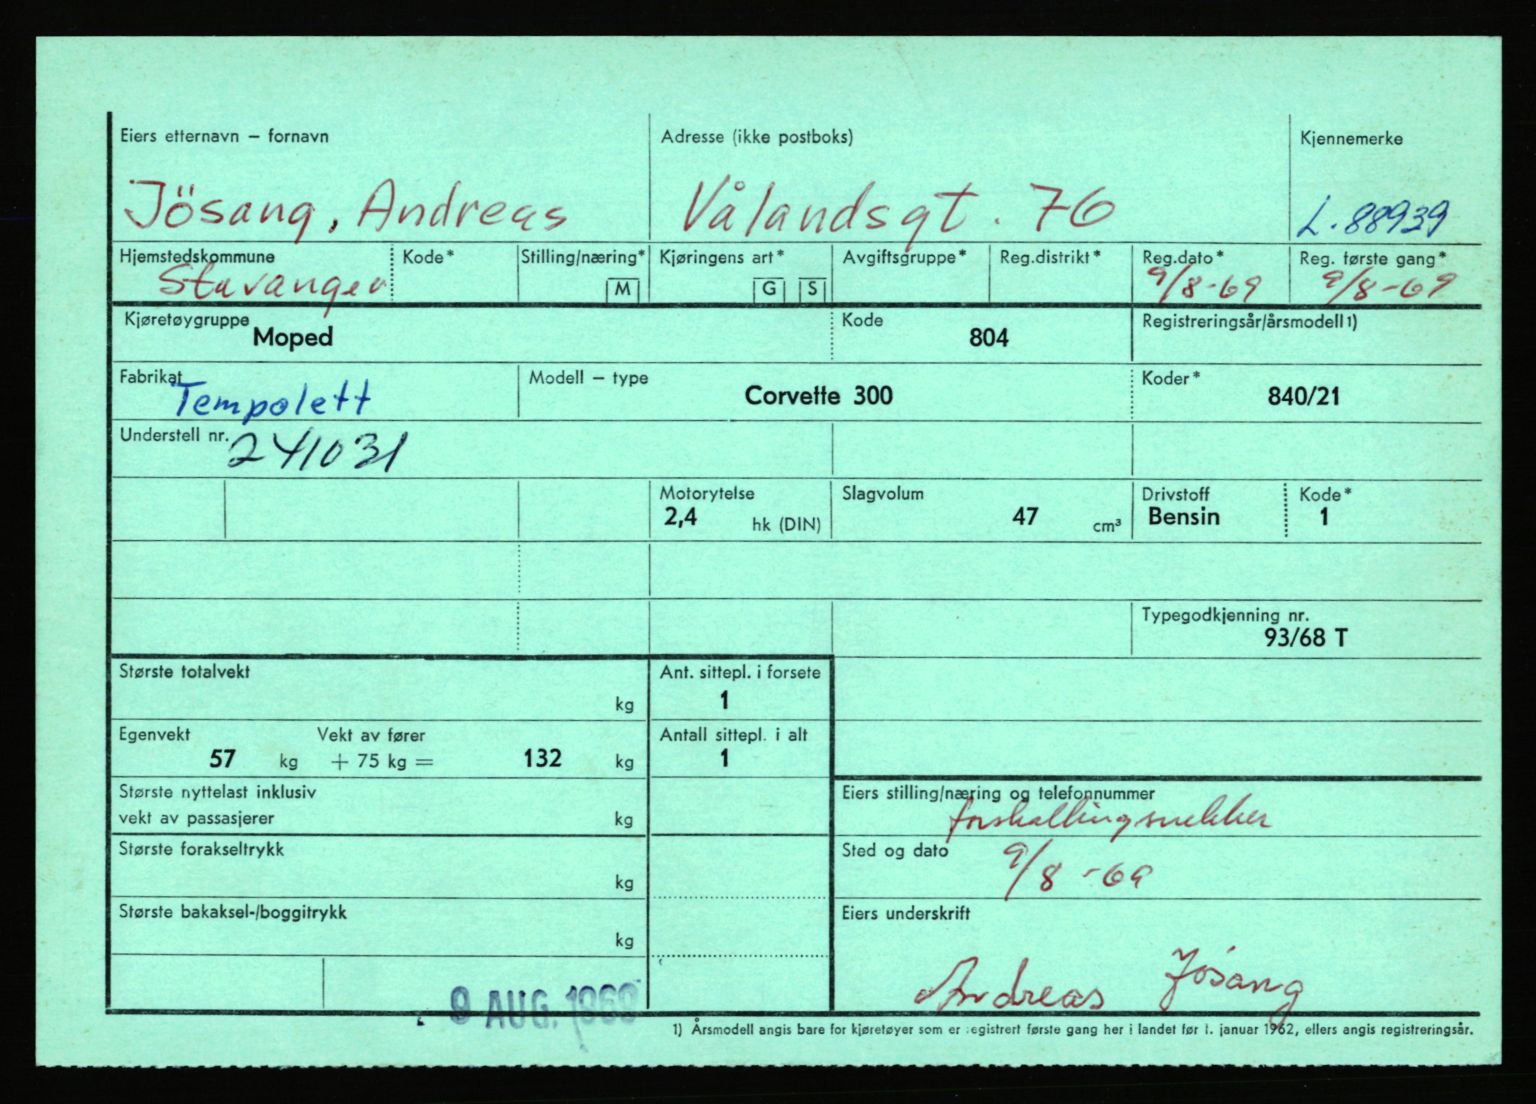 Eiers etternavn – fornavn Adresse (ikke postboks) Kjennemerke
Jösang, Andreas Vålandsgt. 76 L.88939
Hjemstedskommune Kode* Stilling/næring* Kjøringens art* Avgiftsgruppe* Reg.distrikt* Reg.dato* Reg. første gang*
Stavanger M G S 9/8-69 9/8-69
Kjøretøygruppe Kode Registreringsår/årsmodell 1)
Moped 804
Fabrikat Modell – type Koder*
Tempolett Corvette 300 840/21
Understell nr.
241031
Motorytelse Slagvolum Drivstoff Kode*
2,4 hk (DIN) 47 cm³ Bensin 1
Typegodkjenning nr.
93/68 T
Største totalvekt Ant. sittepl. i forsete
kg 1
Egenvekt Vekt av fører Antall sittepl. i alt
57 kg + 75 kg = 132 kg 1
Største nyttelast inklusiv Eiers stilling/næring og telefonnummer
vekt av passasjerer kg forskallingsnekker
Største forakseltrykk Sted og dato
kg 9/8-69
Største bakaksel-/boggitrykk Eiers underskrift
kg
Andreas Jósang
9 AUG. 1969
1) Årsmodell angis bare for kjøretøyer som er registrert første gang her i landet før 1. januar 1962, ellers angis registreringsår.